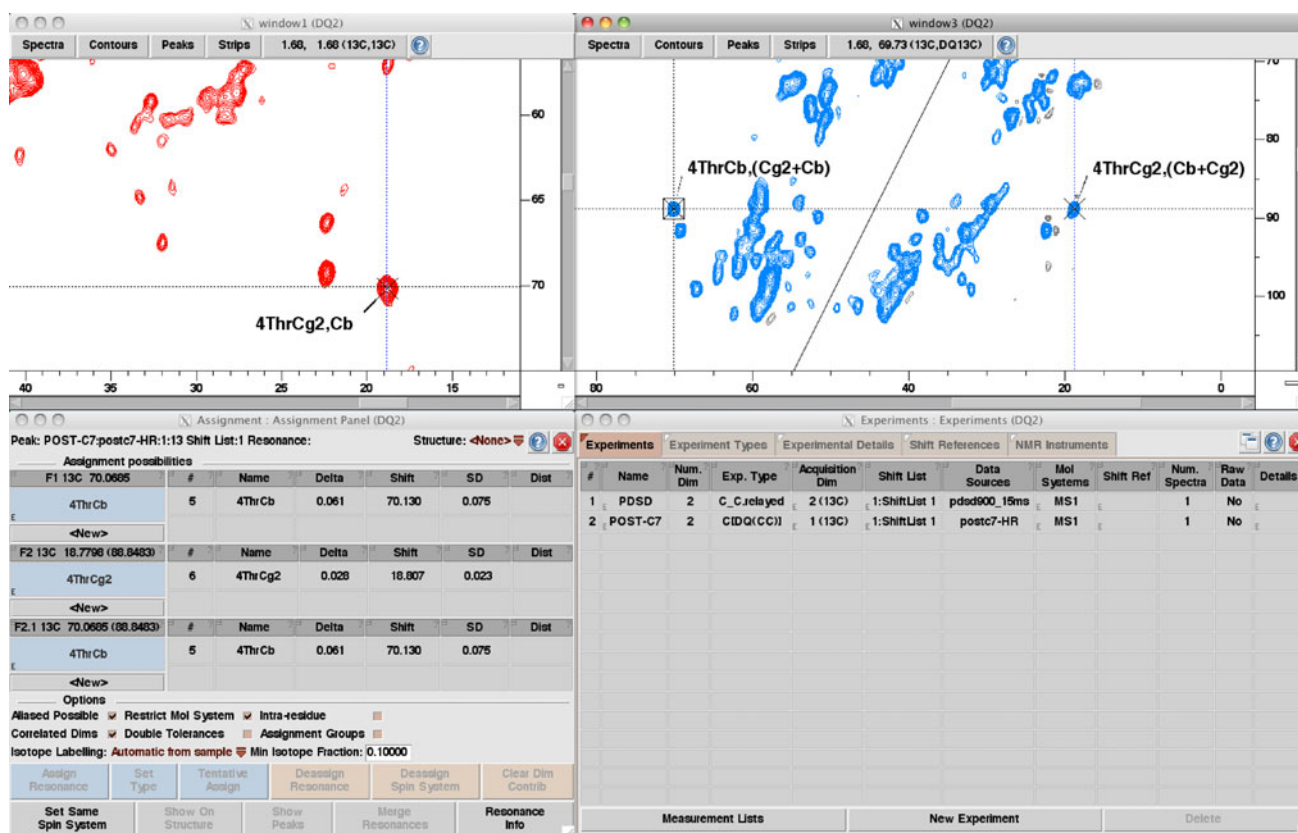 window1 (DQ2)
Spectra Contours Peaks Strips 1.68, 1.68 (13C,13C) ?
60
65
70
4ThrCg2,Cb
40 35 30 25 20 15
window3 (DQ2)
Spectra Contours Peaks Strips 1.68, 69.73 (13C,DQ13C) ?
70
80
4ThrCb,(Cg2+Cb) 4ThrCg2,(Cb+Cg2)
90
100
80 60 40 20 0
Assignment : Assignment Panel (DQ2)
Peak: POST-C7:postc7-HR:1:13 Shift List:1 Resonance: Structure: <None> ?
Assignment possibilities
F1 13C 70.0685 # Name Delta Shift SD Dist
4ThrCb 5 4ThrCb 0.061 70.130 0.075
<New>
F2 13C 18.7798 (88.8483) # Name Delta Shift SD Dist
4ThrCg2 6 4ThrCg2 0.028 18.807 0.023
<New>
F2.1 13C 70.0685 (88.8483) # Name Delta Shift SD Dist
4ThrCb 5 4ThrCb 0.061 70.130 0.075
<New>
Options
Aliased Possible Restrict Mol System Intra-residue
Correlated Dims Double Tolerances Assignment Groups
Isotope Labelling: Automatic from sample Min Isotope Fraction: 0.10000
Assign Resonance Set Type Tentative Assign Deassign Resonance Deassign Spin System Clear Dim Contrib
Set Same Spin System Show On Structure Show Peaks Merge Resonances Resonance Info
Experiments : Experiments (DQ2)
Experiments Experiment Types Experimental Details Shift References NMR Instruments ?
# Name Num. Dim Exp. Type Acquisition Dim Shift List Data Sources Mol Systems Shift Ref Num. Spectra Raw Data Details
1 PDSD 2 C_C.relayed 2 (13C) 1:ShiftList 1 pdsd900_15ms MS1 1 No
2 POST-C7 2 C[DQ(CC)] 1 (13C) 1:ShiftList 1 postc7-HR MS1 1 No
Measurement Lists New Experiment Delete